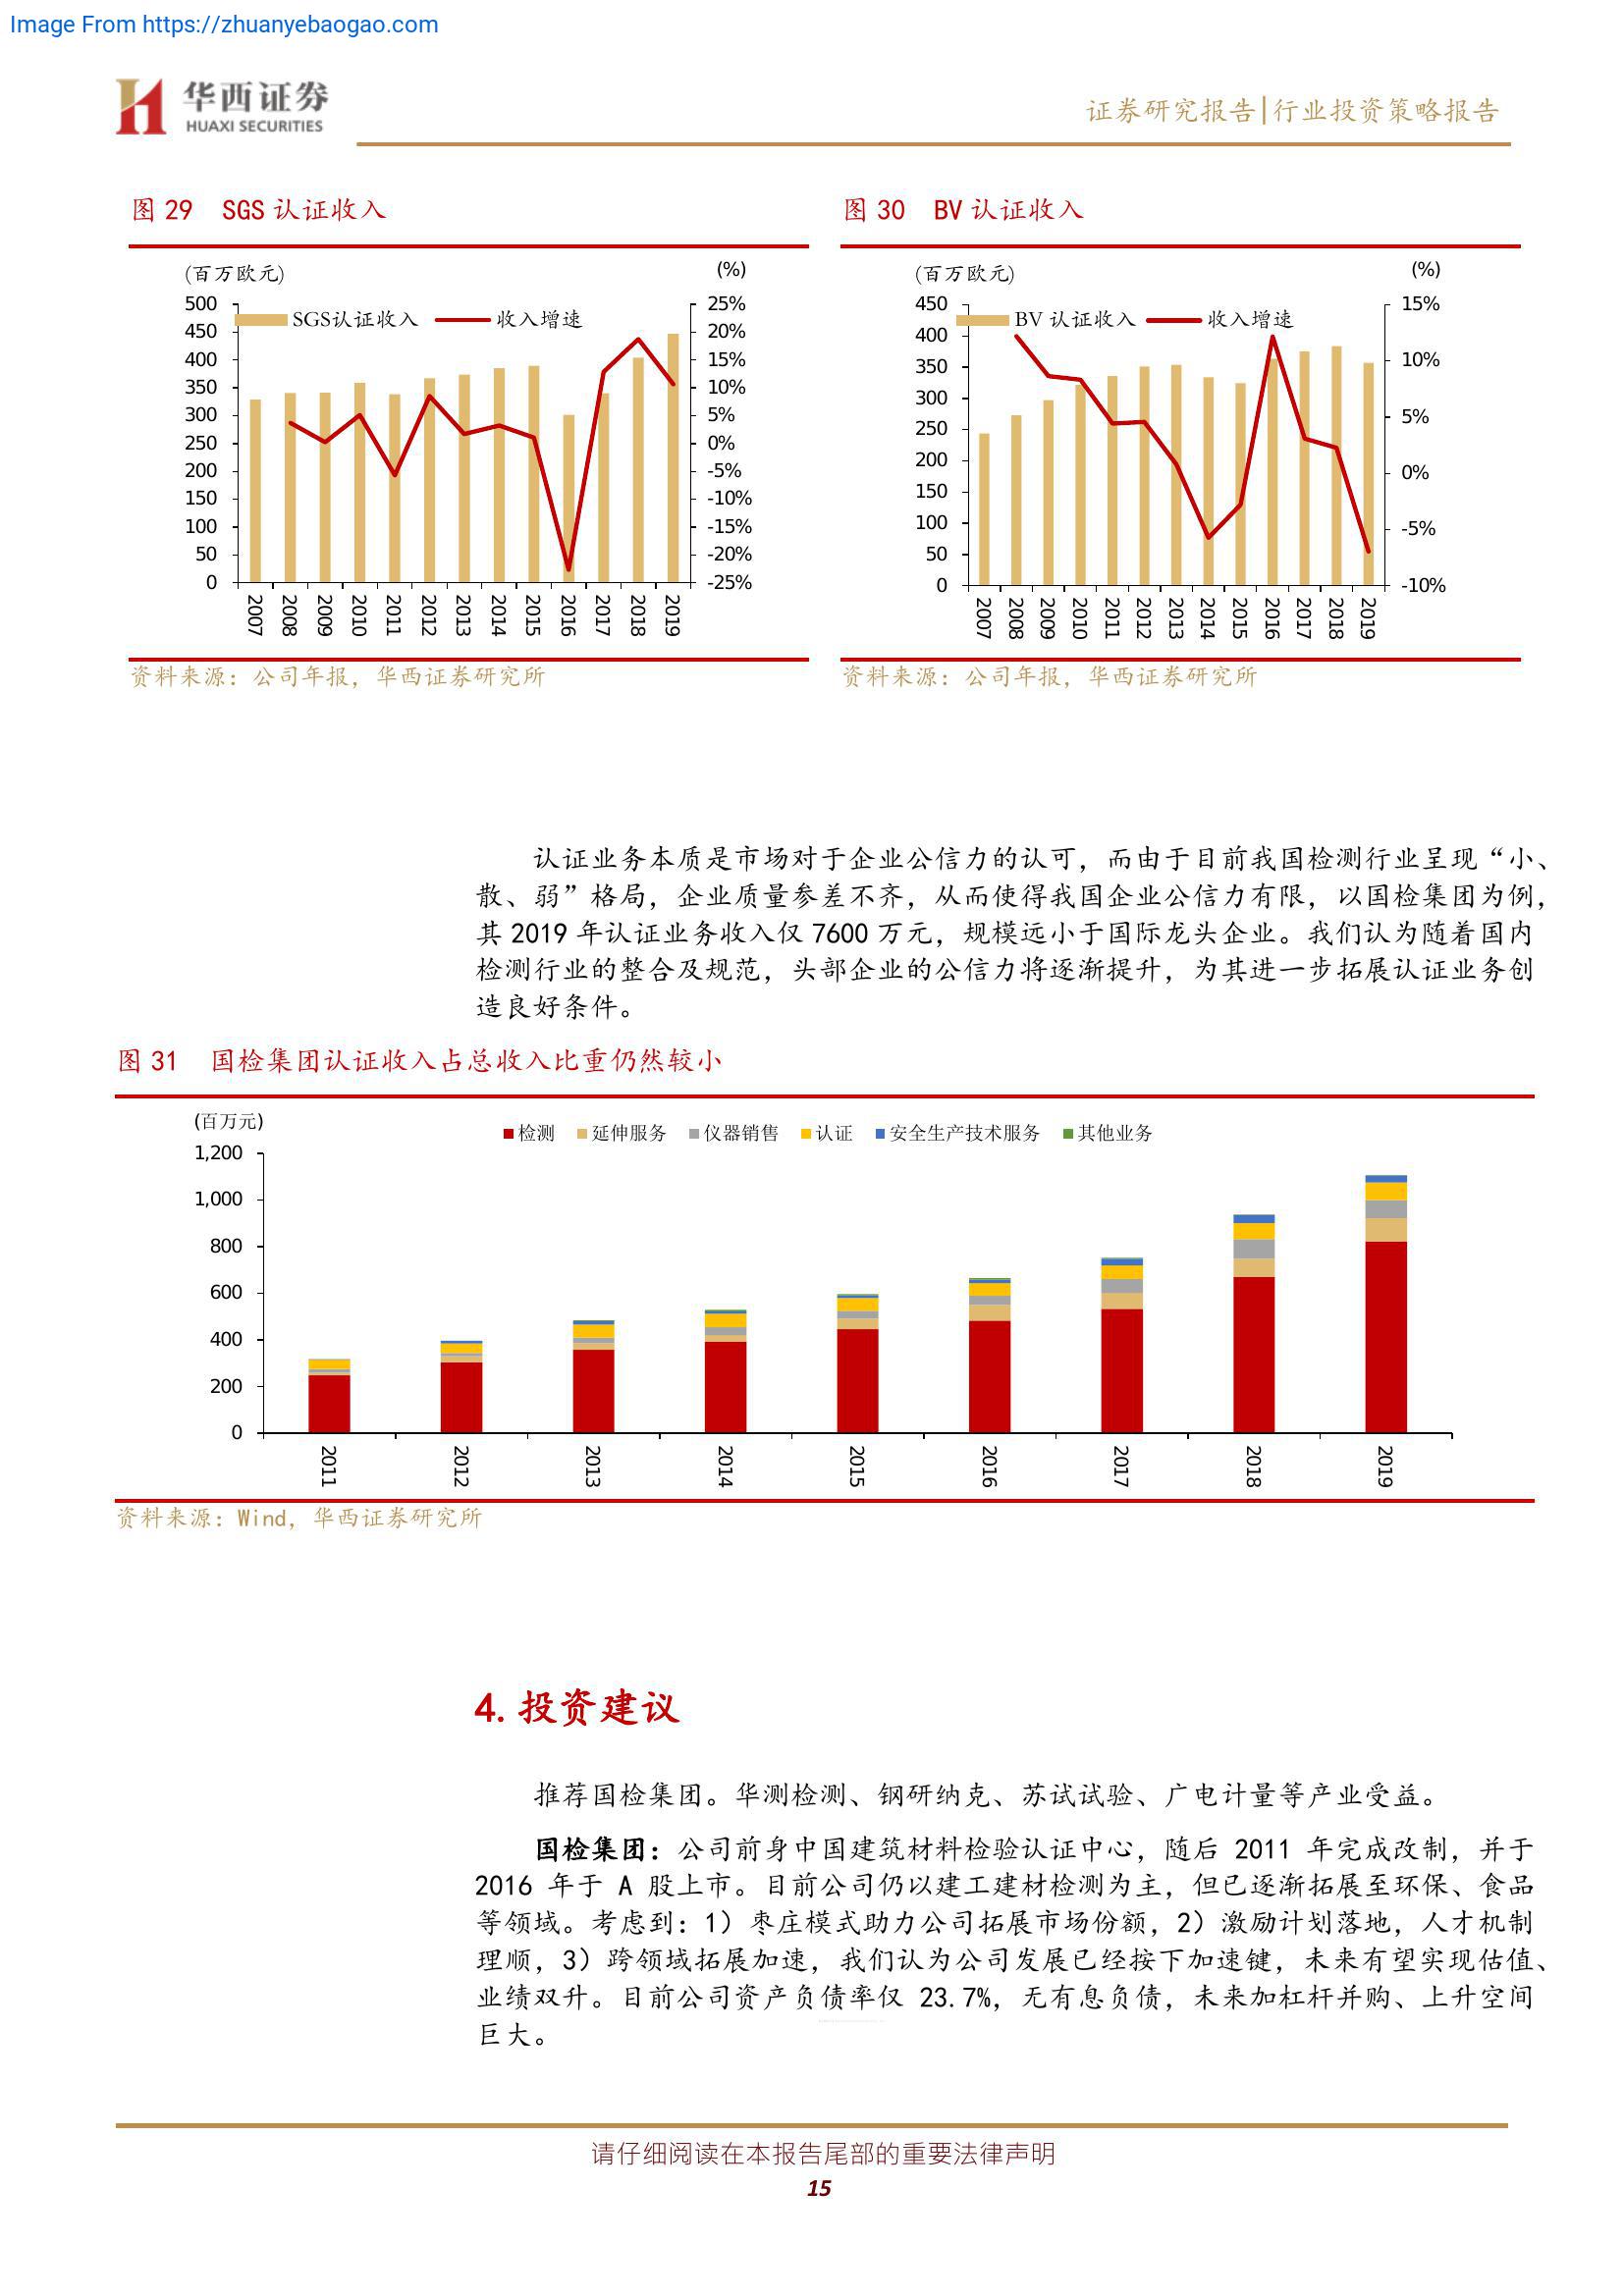 Image From https://zhuanyebaogao.com
华西证券
HUAXI SECURITIES
证券研究报告|行业投资策略报告
图 29 SGS 认证收入
(百万欧元)
(%)
SGS认证收入 收入增速
500
450
400
350
300
250
200
150
100
50
0
25%
20%
15%
10%
5%
0%
-5%
-10%
-15%
-20%
-25%
2007 2008 2009 2010 2011 2012 2013 2014 2015 2016 2017 2018 2019
资料来源：公司年报，华西证券研究所
图 30 BV 认证收入
(百万欧元)
(%)
BV 认证收入 收入增速
450
400
350
300
250
200
150
100
50
0
15%
10%
5%
0%
-5%
-10%
2007 2008 2009 2010 2011 2012 2013 2014 2015 2016 2017 2018 2019
资料来源：公司年报，华西证券研究所
认证业务本质是市场对于企业公信力的认可，而由于目前我国检测行业呈现“小、
散、弱”格局，企业质量参差不齐，从而使得我国企业公信力有限，以国检集团为例，
其 2019 年认证业务收入仅 7600 万元，规模远小于国际龙头企业。我们认为随着国内
检测行业的整合及规范，头部企业的公信力将逐渐提升，为其进一步拓展认证业务创
造良好条件。
图 31 国检集团认证收入占总收入比重仍然较小
(百万元)
检测 延伸服务 仪器销售 认证 安全生产技术服务 其他业务
1,200
1,000
800
600
400
200
0
2011 2012 2013 2014 2015 2016 2017 2018 2019
资料来源：Wind，华西证券研究所
4. 投资建议
推荐国检集团。华测检测、钢研纳克、苏试试验、广电计量等产业受益。
国检集团：公司前身中国建筑材料检验认证中心，随后 2011 年完成改制，并于
2016 年于 A 股上市。目前公司仍以建工建材检测为主，但已逐渐拓展至环保、食品
等领域。考虑到：1）枣庄模式助力公司拓展市场份额，2）激励计划落地，人才机制
理顺，3）跨领域拓展加速，我们认为公司发展已经按下加速键，未来有望实现估值、
业绩双升。目前公司资产负债率仅 23.7%，无有息负债，未来加杠杆并购、上升空间
巨大。
请仔细阅读在本报告尾部的重要法律声明
15